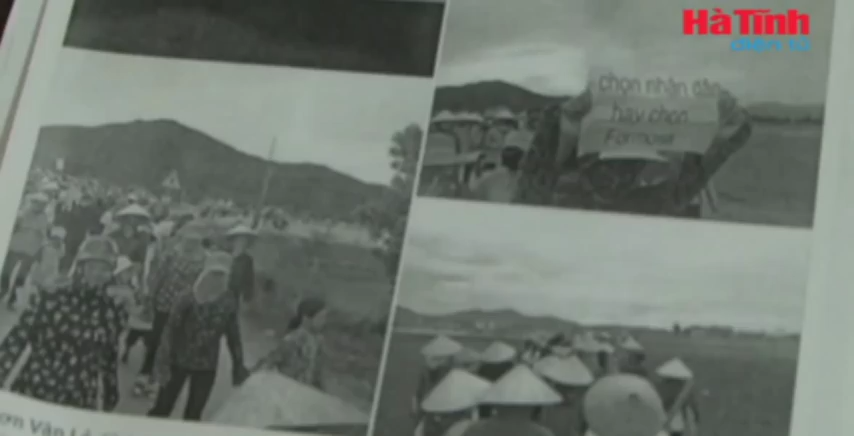 Hà Tĩnh
điện tử
chọn nhân dân
hay chọn
Formosa